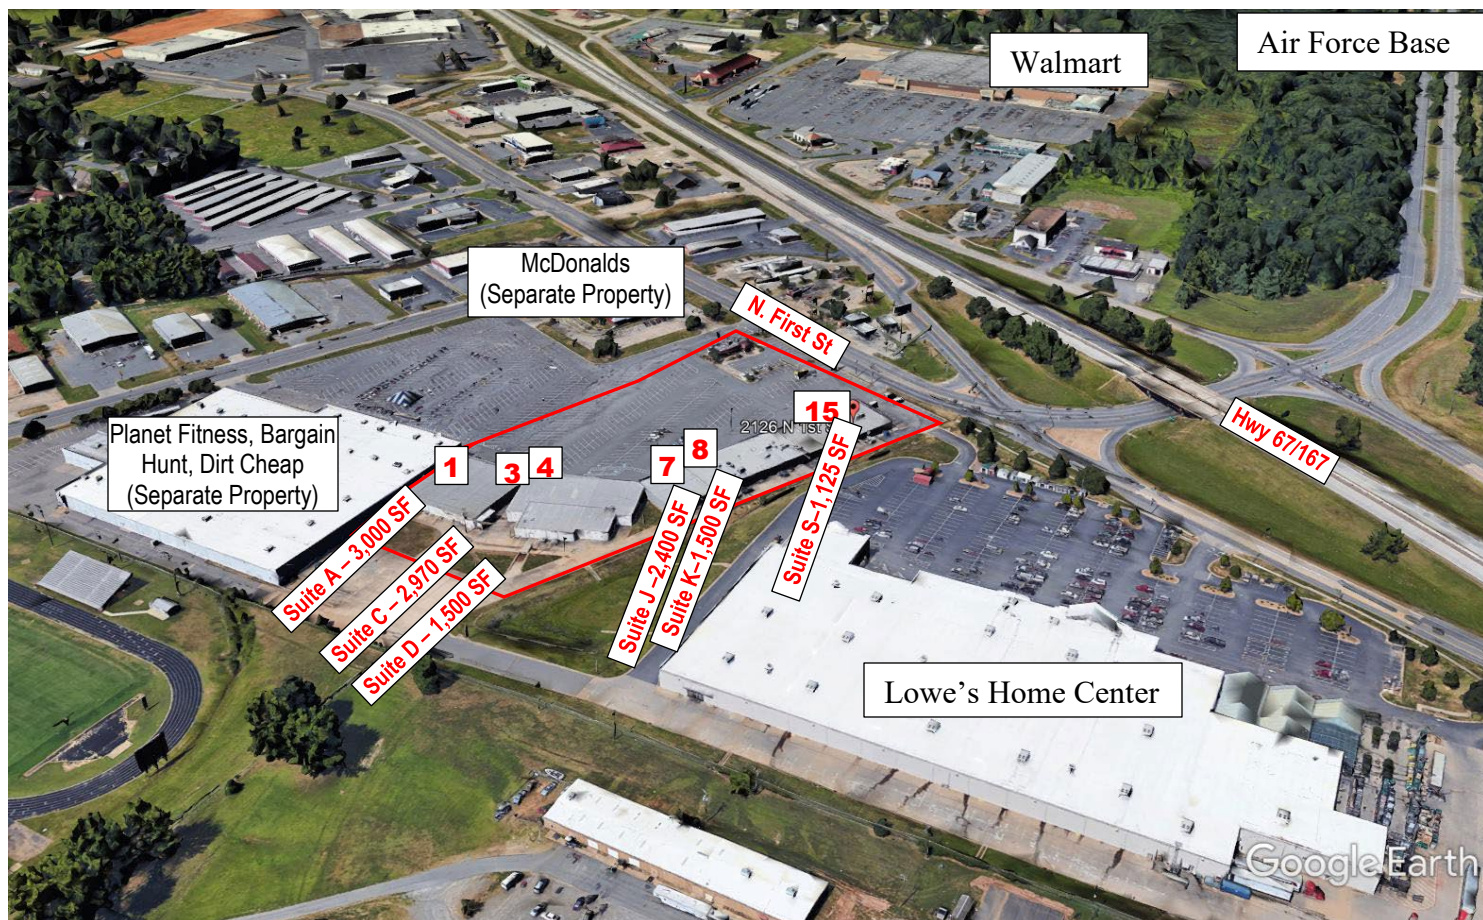 Air Force Base
Walmart
McDonalds
(Separate Property)
N. First St
15
2126 N 1st S
Hwy 67/167
Planet Fitness, Bargain
Hunt, Dirt Cheap
(Separate Property)
1
3
4
7
8
Suite A – 3,000 SF
Suite C – 2,970 SF
Suite D – 1,500 SF
Suite J –2,400 SF
Suite K–1,500 SF
Suite S–1,125 SF
Lowe’s Home Center
Google Earth